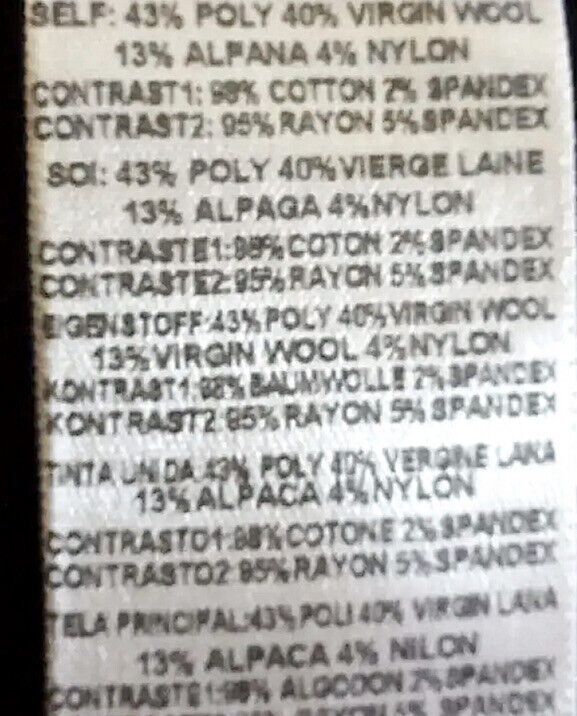 SELF: 43% POLY 40% VIRGIN WOOL
13% ALPANA 4% NYLON
CONTRAST1: 98% COTTON 2% SPANDEX
CONTRAST2: 95% RAYON 5% SPANDEX
SOI: 43% POLY 40% VIERGE LAINE
13% ALPAGA 4% NYLON
CONTRASTE1:98% COTON 2% SPANDEX
CONTRASTE2:95% RAYON 5% SPANDEX
EIGENSTOFF:43% POLY 40% VIRGIN WOOL
13% VIRGIN WOOL 4% NYLON
KONTRAST1:98% BAUMWOLLE 2% SPANDEX
KONTRAST2:95% RAYON 5% SPANDEX
TINTA UNIDA:43% POLY 40% VERGINE LANA
13% ALPACA 4% NYLON
CONTRASTO1:98% COTONE 2% SPANDEX
CONTRASTO2:95% RAYON 5% SPANDEX
TELA PRINCIPAL:43% POLI 40% VIRGIN LANA
13% ALPACA 4% NILON
CONTRASTE1:98% ALGODON 2% SPANDEX
RAYON 5% SPANDEX